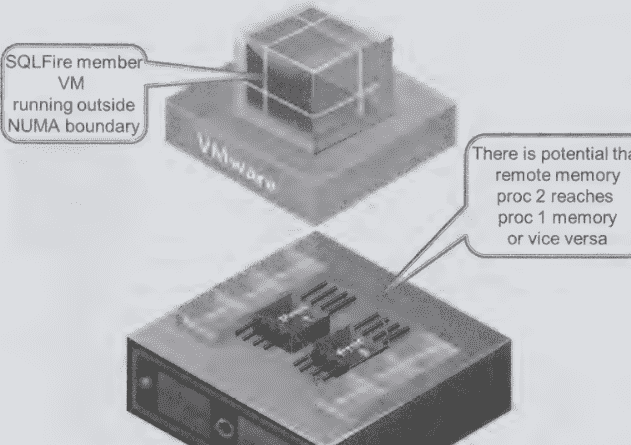 SQLFire member
VM
running outside
NUMA boundary
VMware
There is potential tha
remote memory
proc 2 reaches
proc 1 memory
or vice versa